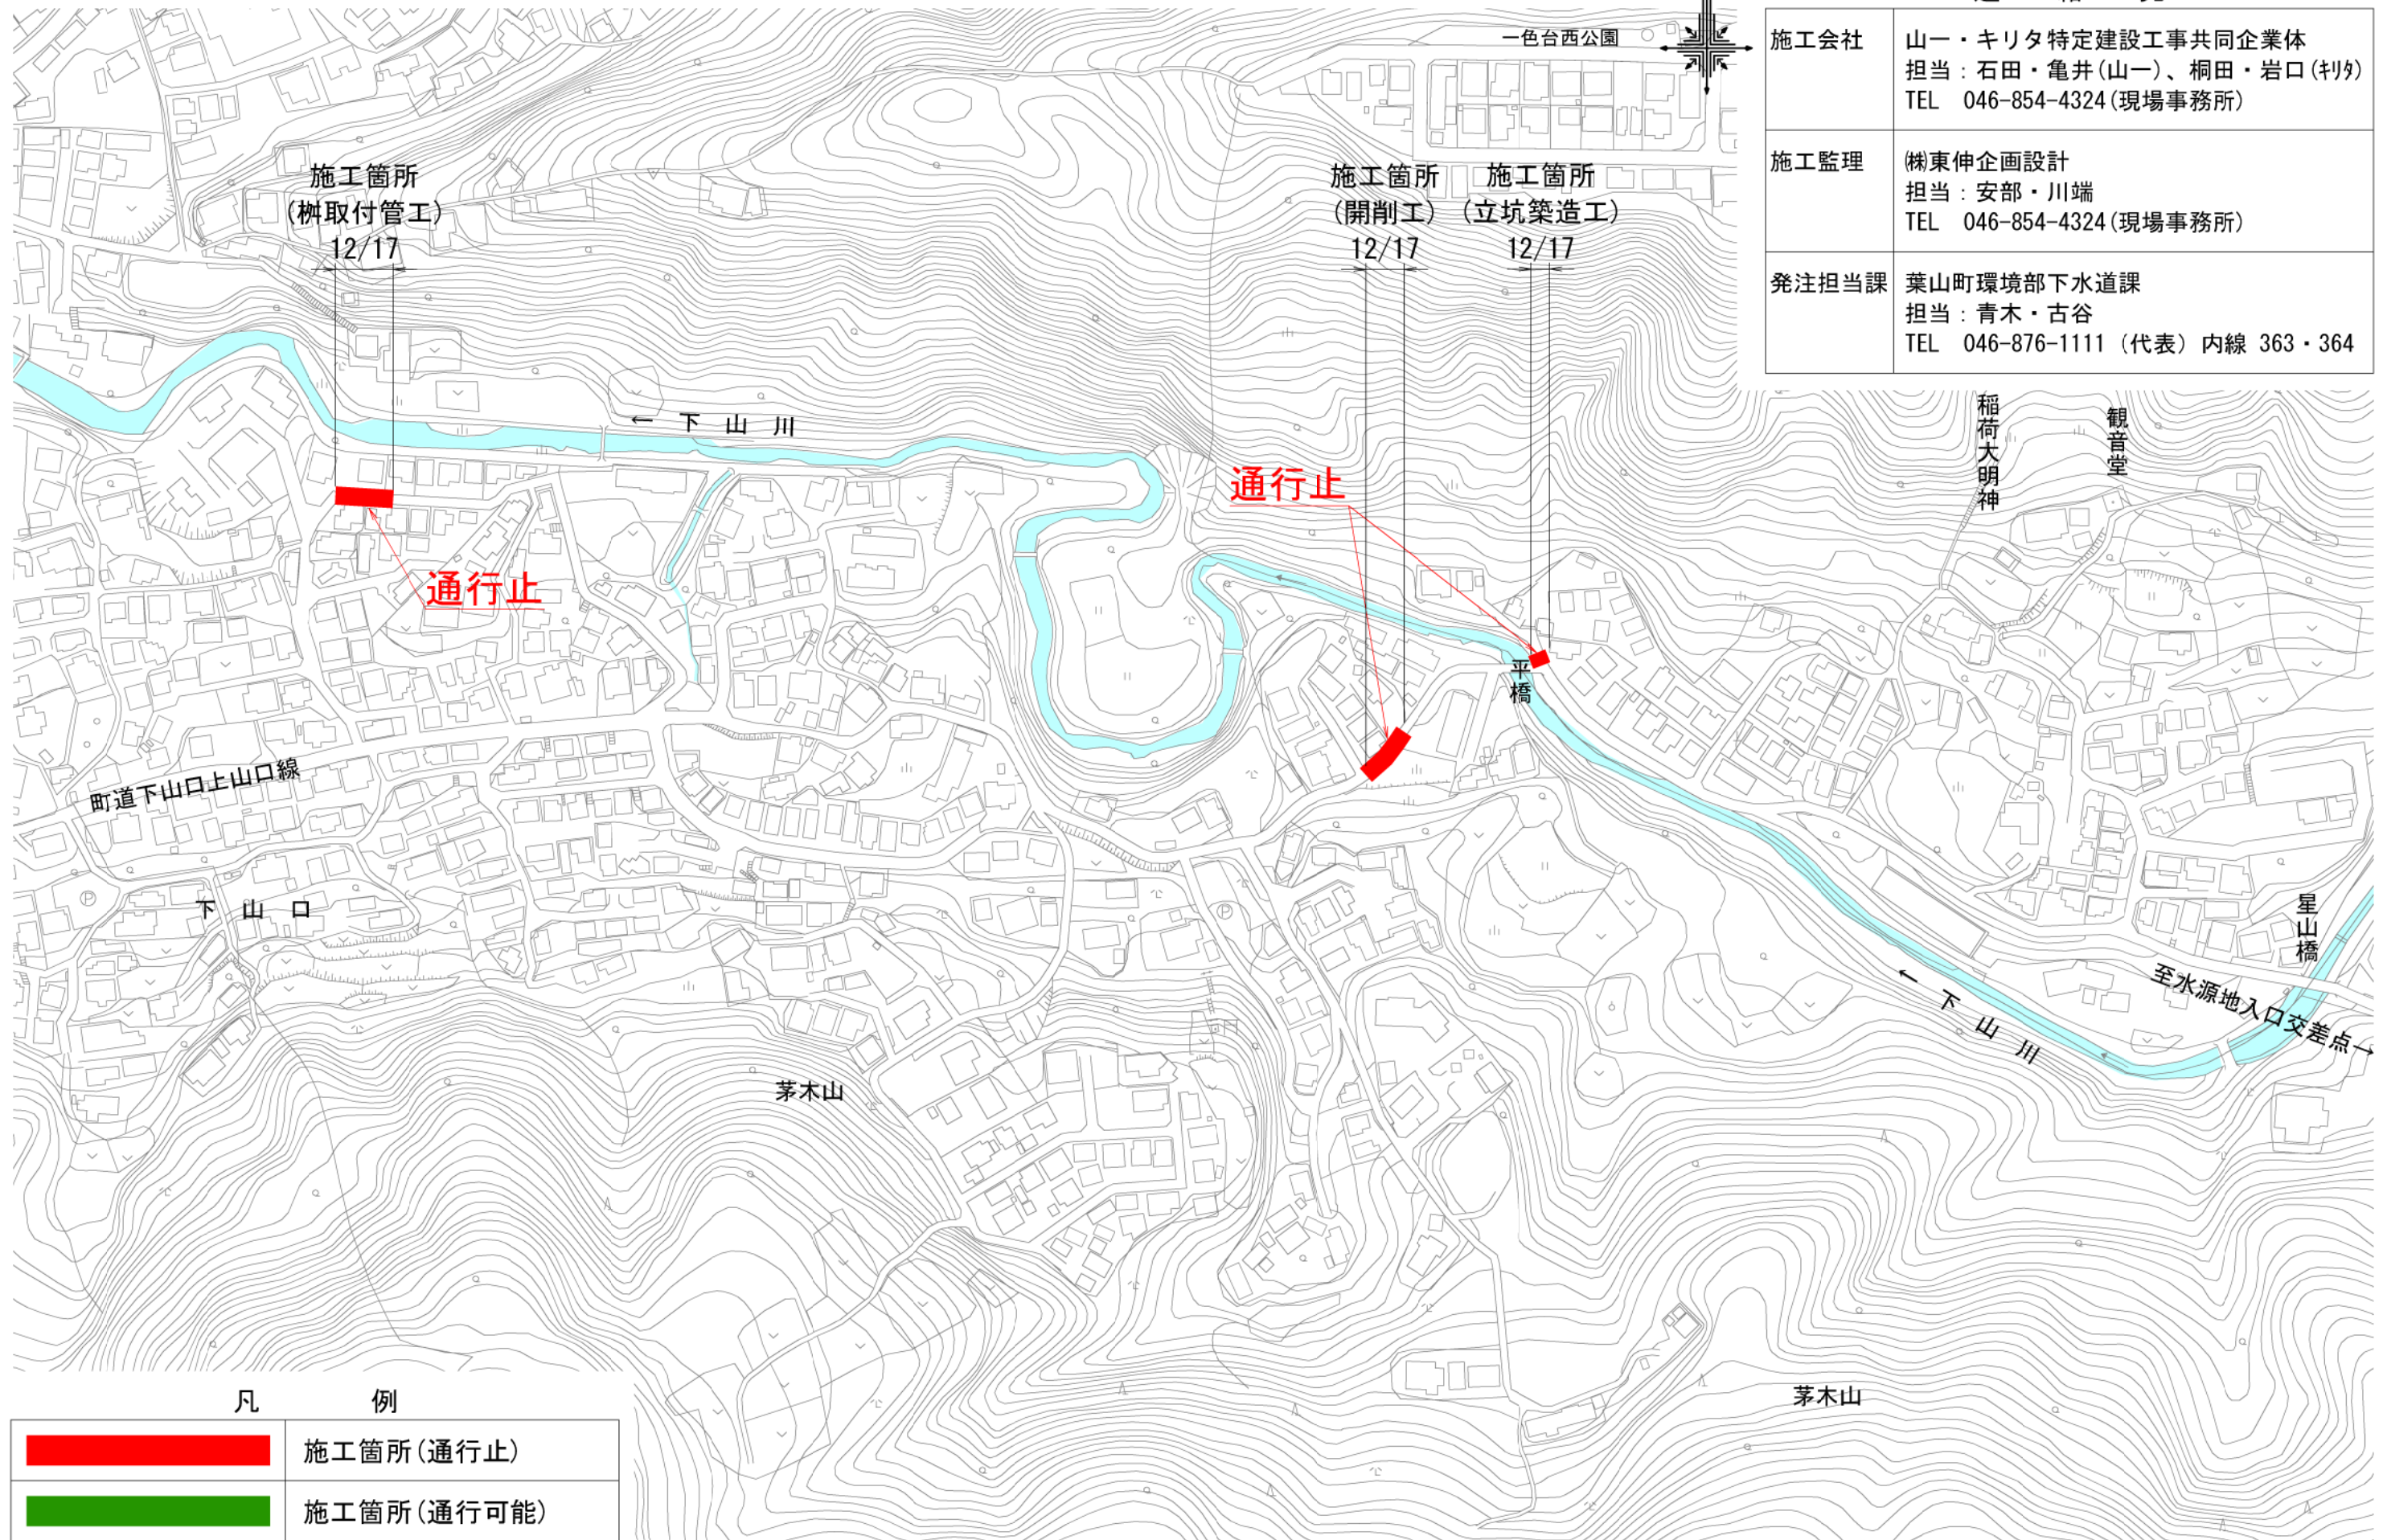 一色台西公園
施工会社
山一・キリタ特定建設工事共同企業体
担当：石田・亀井(山一)、桐田・岩口(ｷﾘﾀ)
TEL 046-854-4324(現場事務所)
施工監理
㈱東伸企画設計
担当：安部・川端
TEL 046-854-4324(現場事務所)
発注担当課
葉山町環境部下水道課
担当：青木・古谷
TEL 046-876-1111（代表）内線 363・364
施工箇所
(桝取付管工)
12/17
施工箇所
(開削工)
12/17
施工箇所
(立坑築造工)
12/17
← 下 山 川
稲荷大明神
観音堂
通行止
通行止
平橋
町道下山口上山口線
下 山 口
星山橋
至水源地入口交差点→
← 下 山 川
茅木山
茅木山
凡 例
施工箇所(通行止)
施工箇所(通行可能)